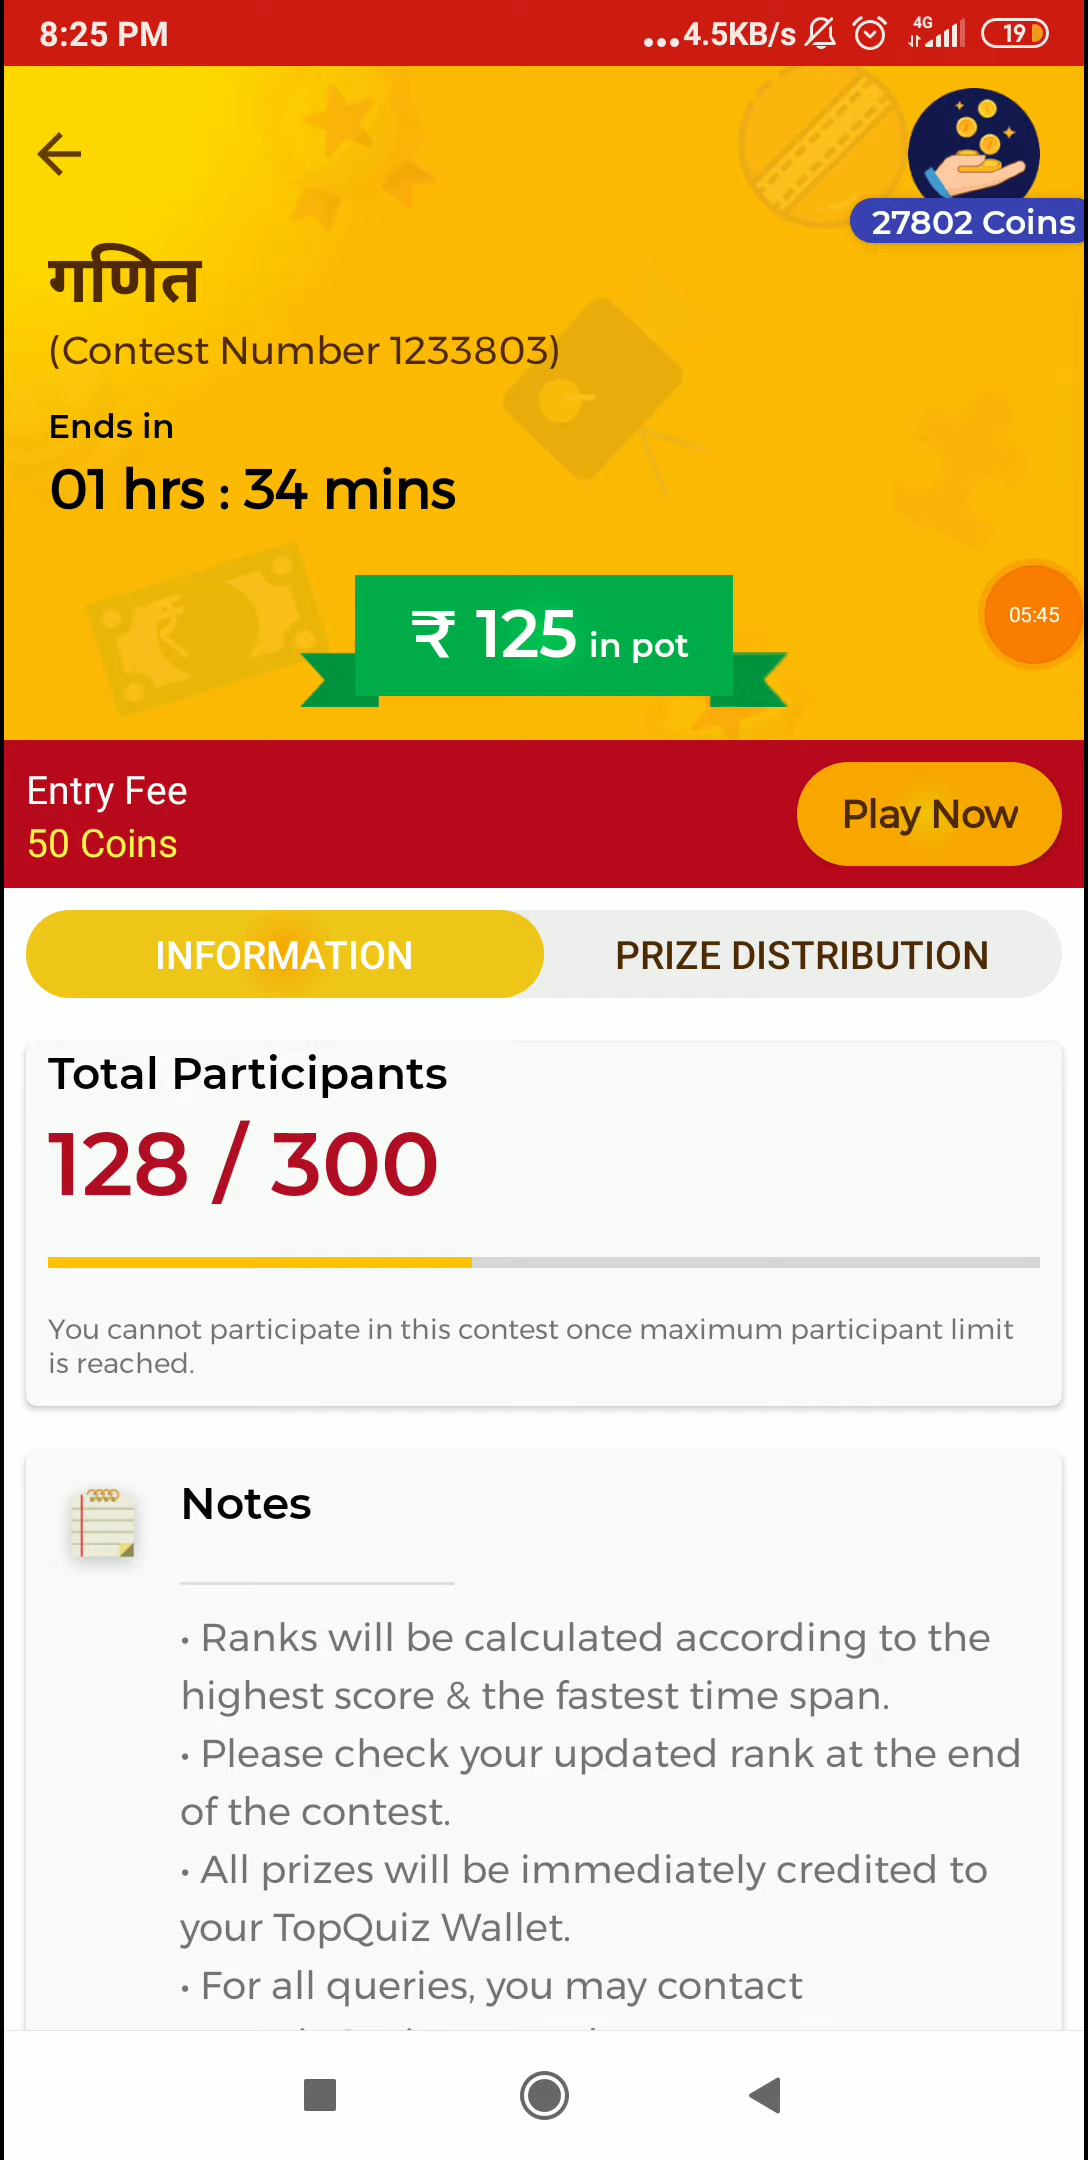 8:25 PM
...4.5KB/s
4G
19
27802 Coins
गणित
(Contest Number 1233803)
Ends in
01 hrs : 34 mins
₹ 125 in pot
05:45
Entry Fee
50 Coins
Play Now
INFORMATION
PRIZE DISTRIBUTION
Total Participants
128 / 300
You cannot participate in this contest once maximum participant limit
is reached.
Notes
• Ranks will be calculated according to the
highest score & the fastest time span.
• Please check your updated rank at the end
of the contest.
• All prizes will be immediately credited to
your TopQuiz Wallet.
• For all queries, you may contact